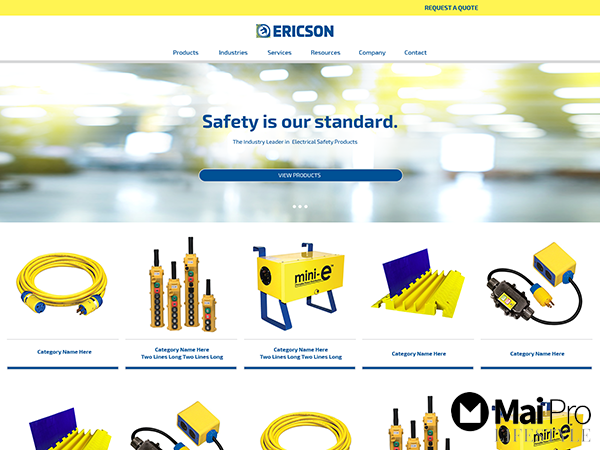 REQUEST A QUOTE
ERICSON
Products Industries Services Resources Company Contact
Safety is our standard.
The Industry Leader in Electrical Safety Products
VIEW PRODUCTS
mini-e
Category Name Here
Category Name Here
Two Lines Long Two Lines Long
Category Name Here
Two Lines Long Two Lines Long
Category Name Here
Category Name Here
mini-e
MaiPro
LIFESTYLE